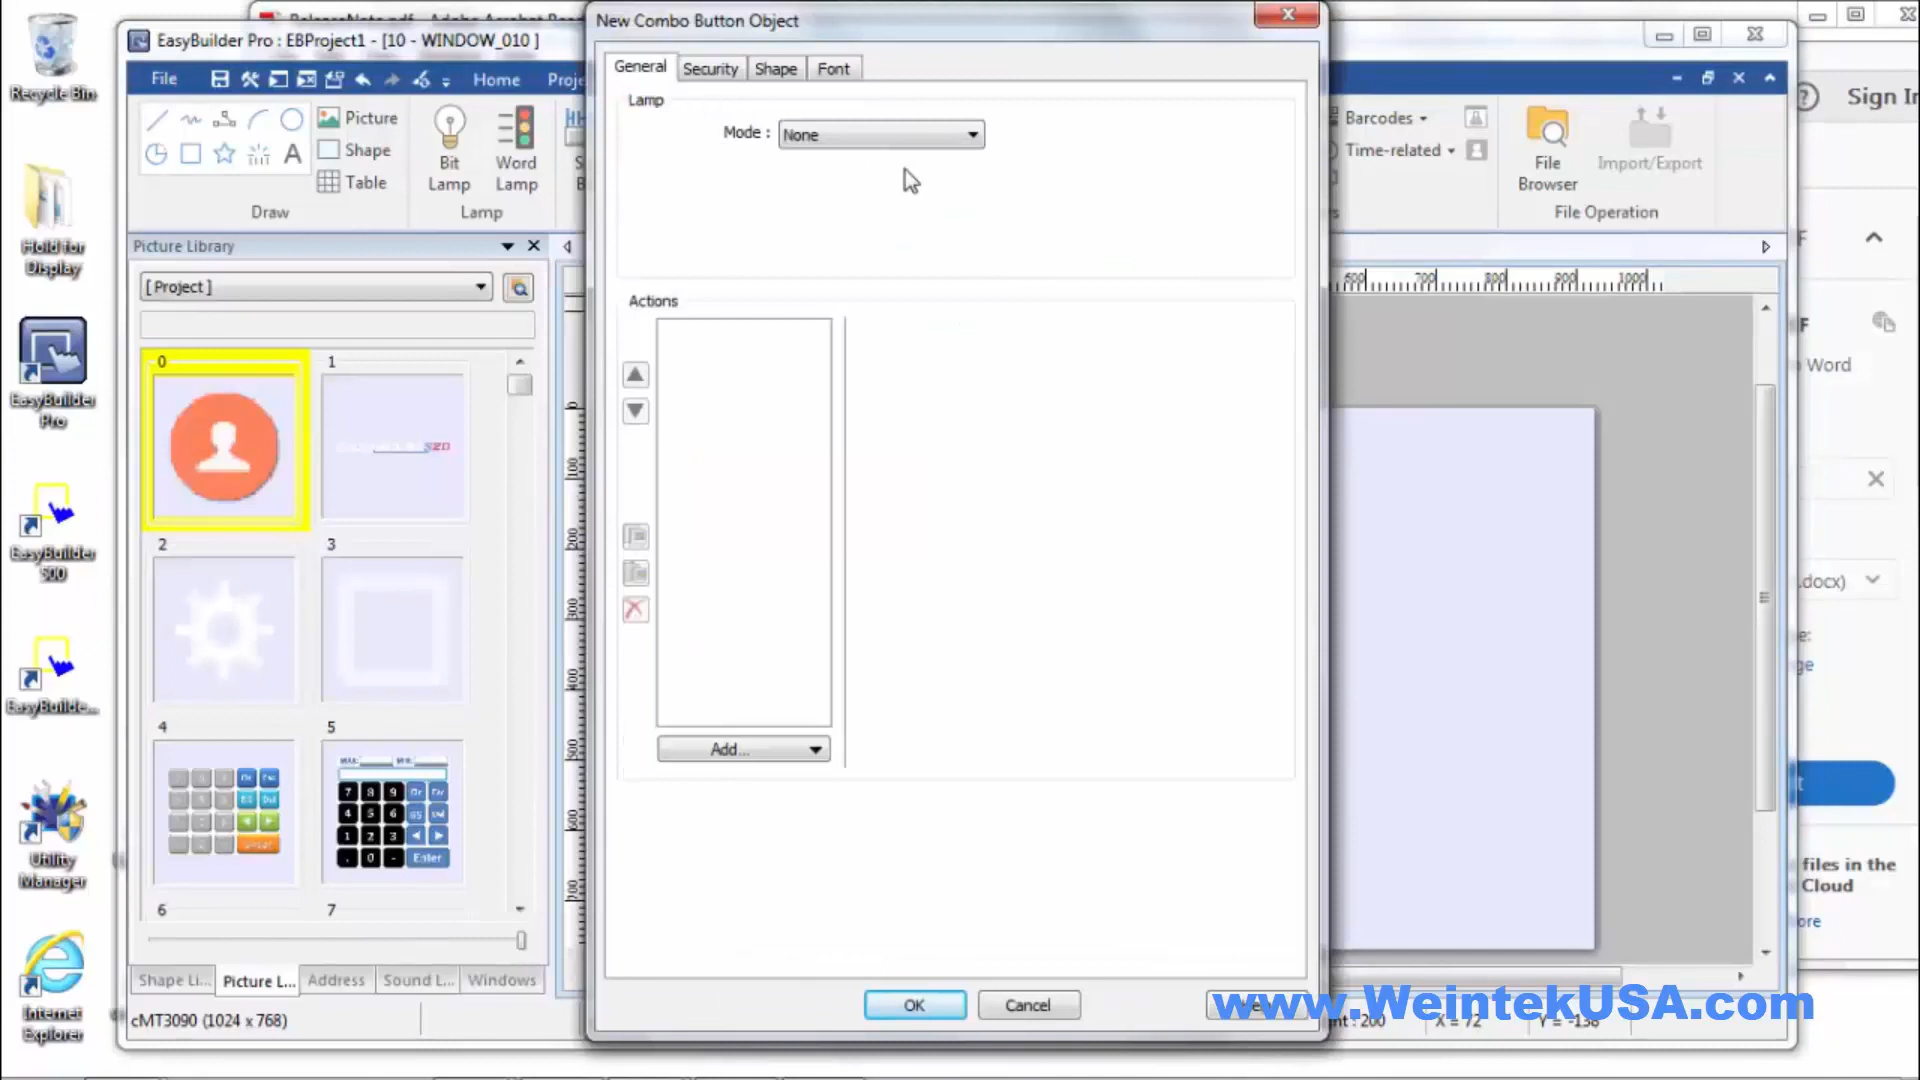 Recycle Bin
Hold for
Display
EasyBuilder
Pro
EasyBuilder
500
EasyBuilde...
Utility
Manager
Internet
Explorer
EasyBuilder Pro : EBProject1 - [10 - WINDOW_010 ]
File
Home
Picture
Shape
Table
Draw
Bit
Lamp
Word
Lamp
Lamp
Picture Library
[ Project ]
0
1
2
3
4
5
6
7
Shape Li...
Picture L...
Address
Sound L...
Windows
cMT3090 (1024 x 768)
New Combo Button Object
General
Security
Shape
Font
Lamp
Mode :
None
Actions
Add...
OK
Cancel
Barcodes
Time-related
File
Browser
Import/Export
File Operation
Sign In
Word
.docx)
files in the
Cloud
www.WeintekUSA.com
X = 72
Y = -138